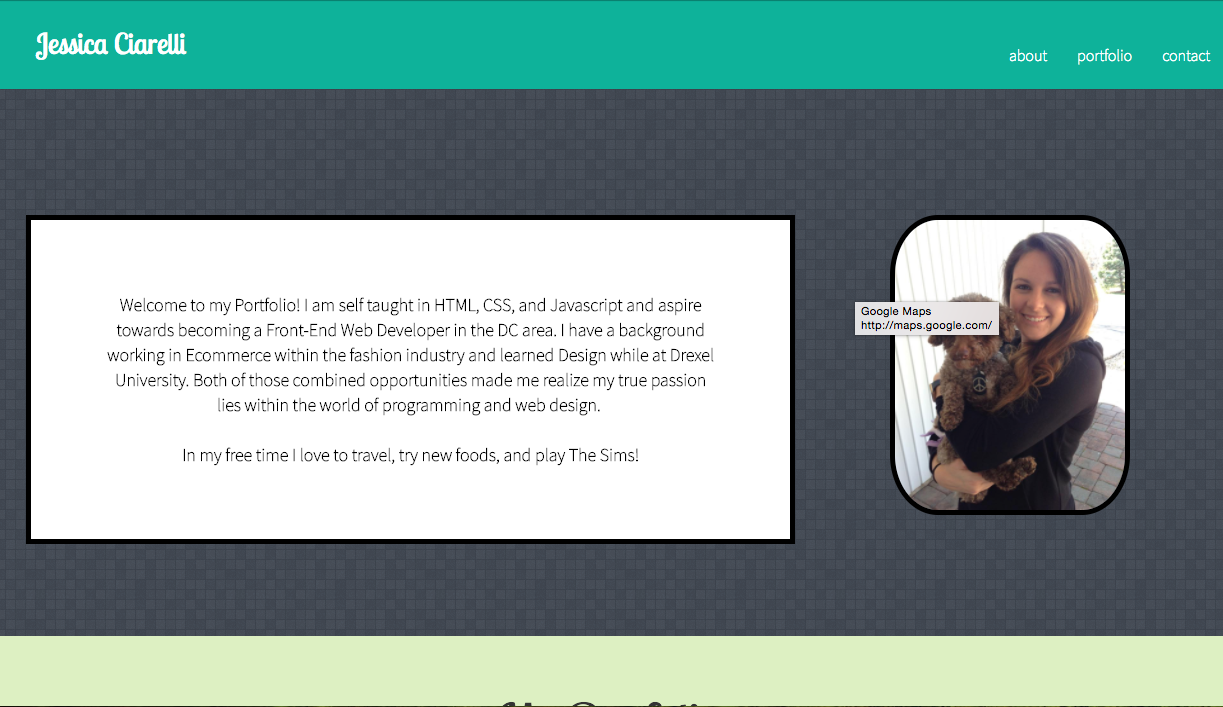 Jessica Ciarelli
about portfolio contact
Welcome to my Portfolio! I am self taught in HTML, CSS, and Javascript and aspire
towards becoming a Front-End Web Developer in the DC area. I have a background
working in Ecommerce within the fashion industry and learned Design while at Drexel
University. Both of those combined opportunities made me realize my true passion
lies within the world of programming and web design.
In my free time I love to travel, try new foods, and play The Sims!
Google Maps
http://maps.google.com/